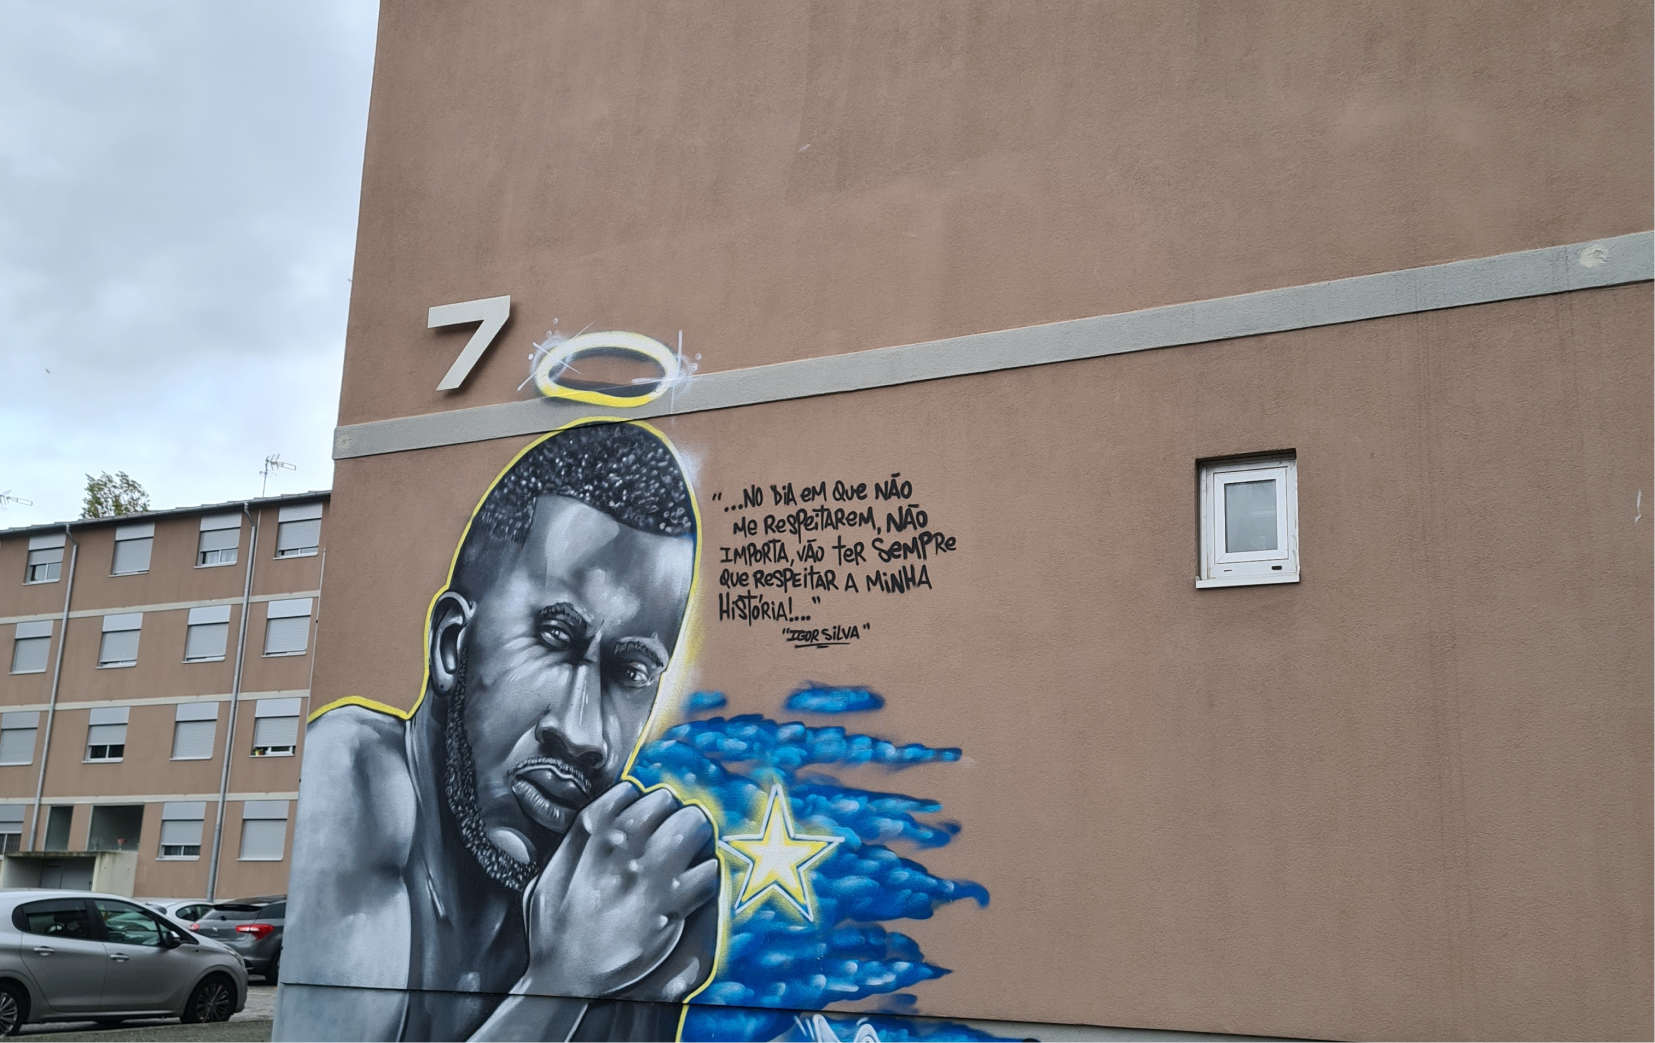 7
"...NO DiA em Que NÃO
me Respeitarem, NÃO
IMPORTA, VÃO ter Sempre
que Respeitar a Minha
História!..."
"IGOR SilVA"